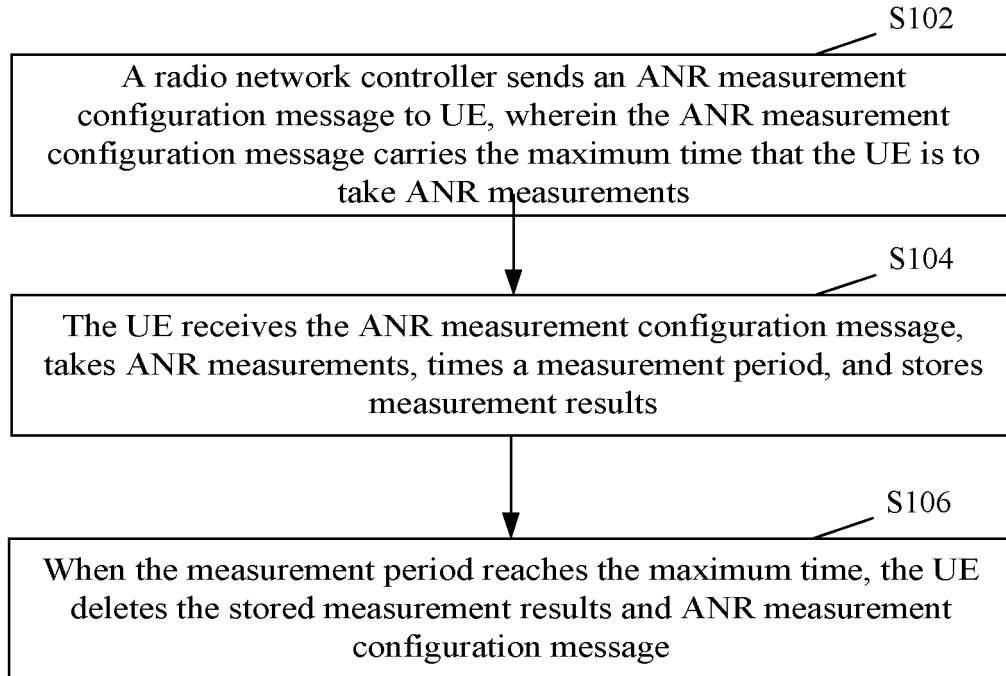 S102
A radio network controller sends an ANR measurement
configuration message to UE, wherein the ANR measurement
configuration message carries the maximum time that the UE is to
take ANR measurements
S104
The UE receives the ANR measurement configuration message,
takes ANR measurements, times a measurement period, and stores
measurement results
S106
When the measurement period reaches the maximum time, the UE
deletes the stored measurement results and ANR measurement
configuration message